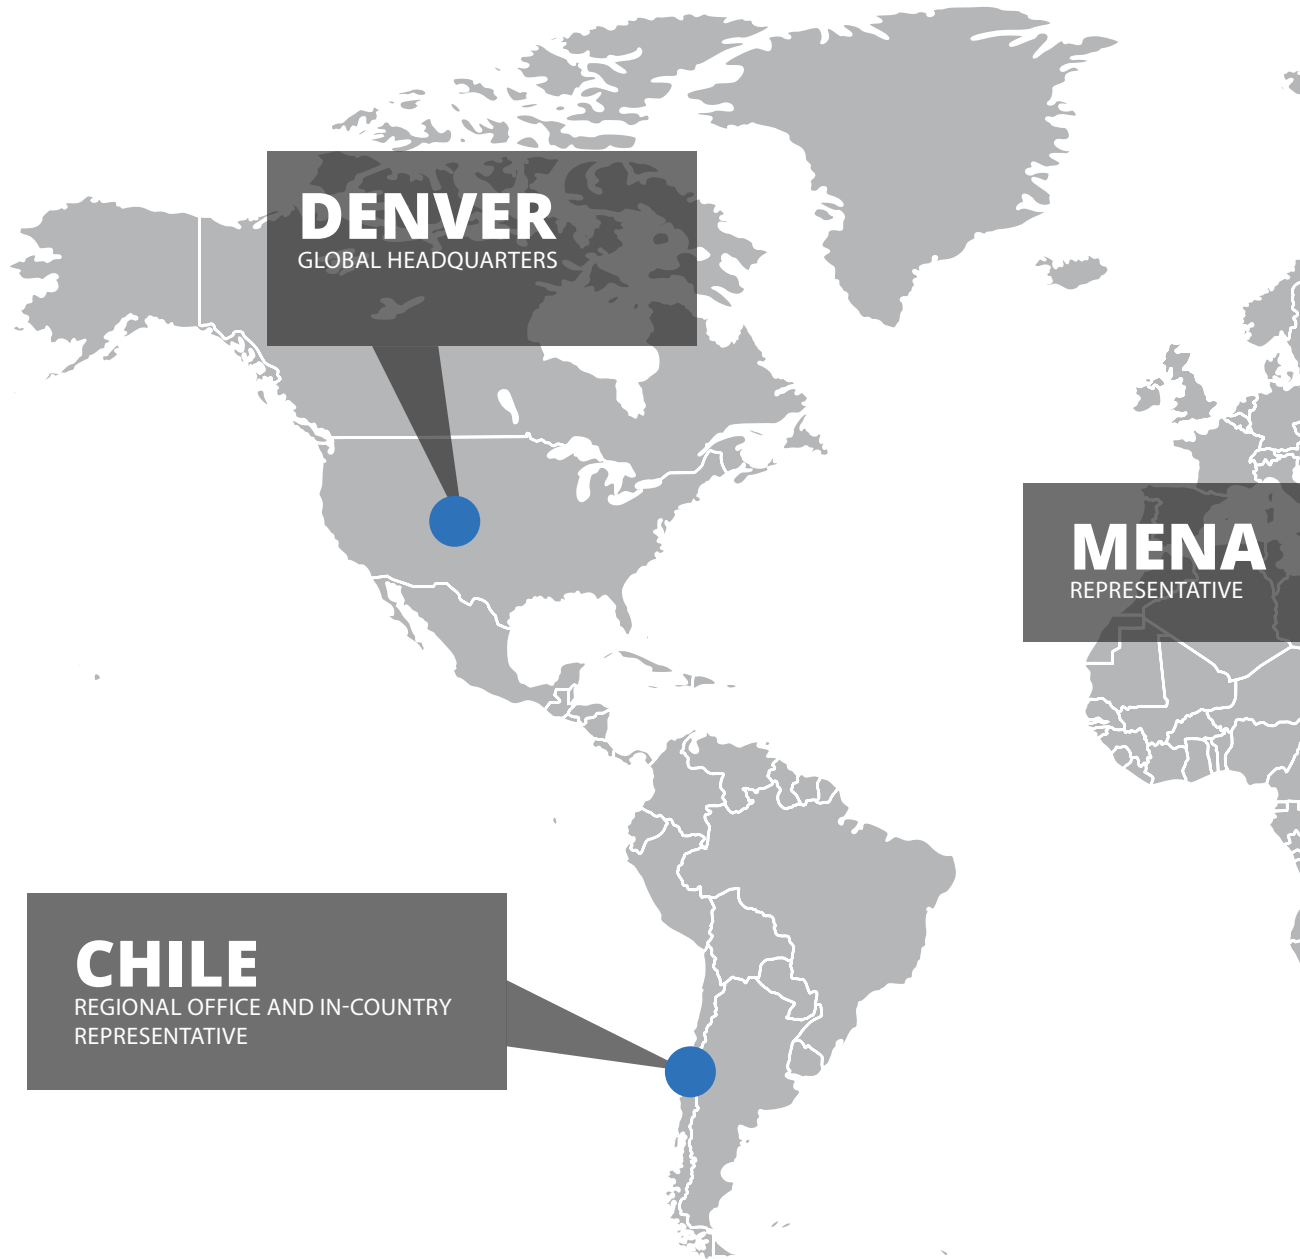 DENVER
GLOBAL HEADQUARTERS
MENA
REPRESENTATIVE
CHILE
REGIONAL OFFICE AND IN-COUNTRY
REPRESENTATIVE